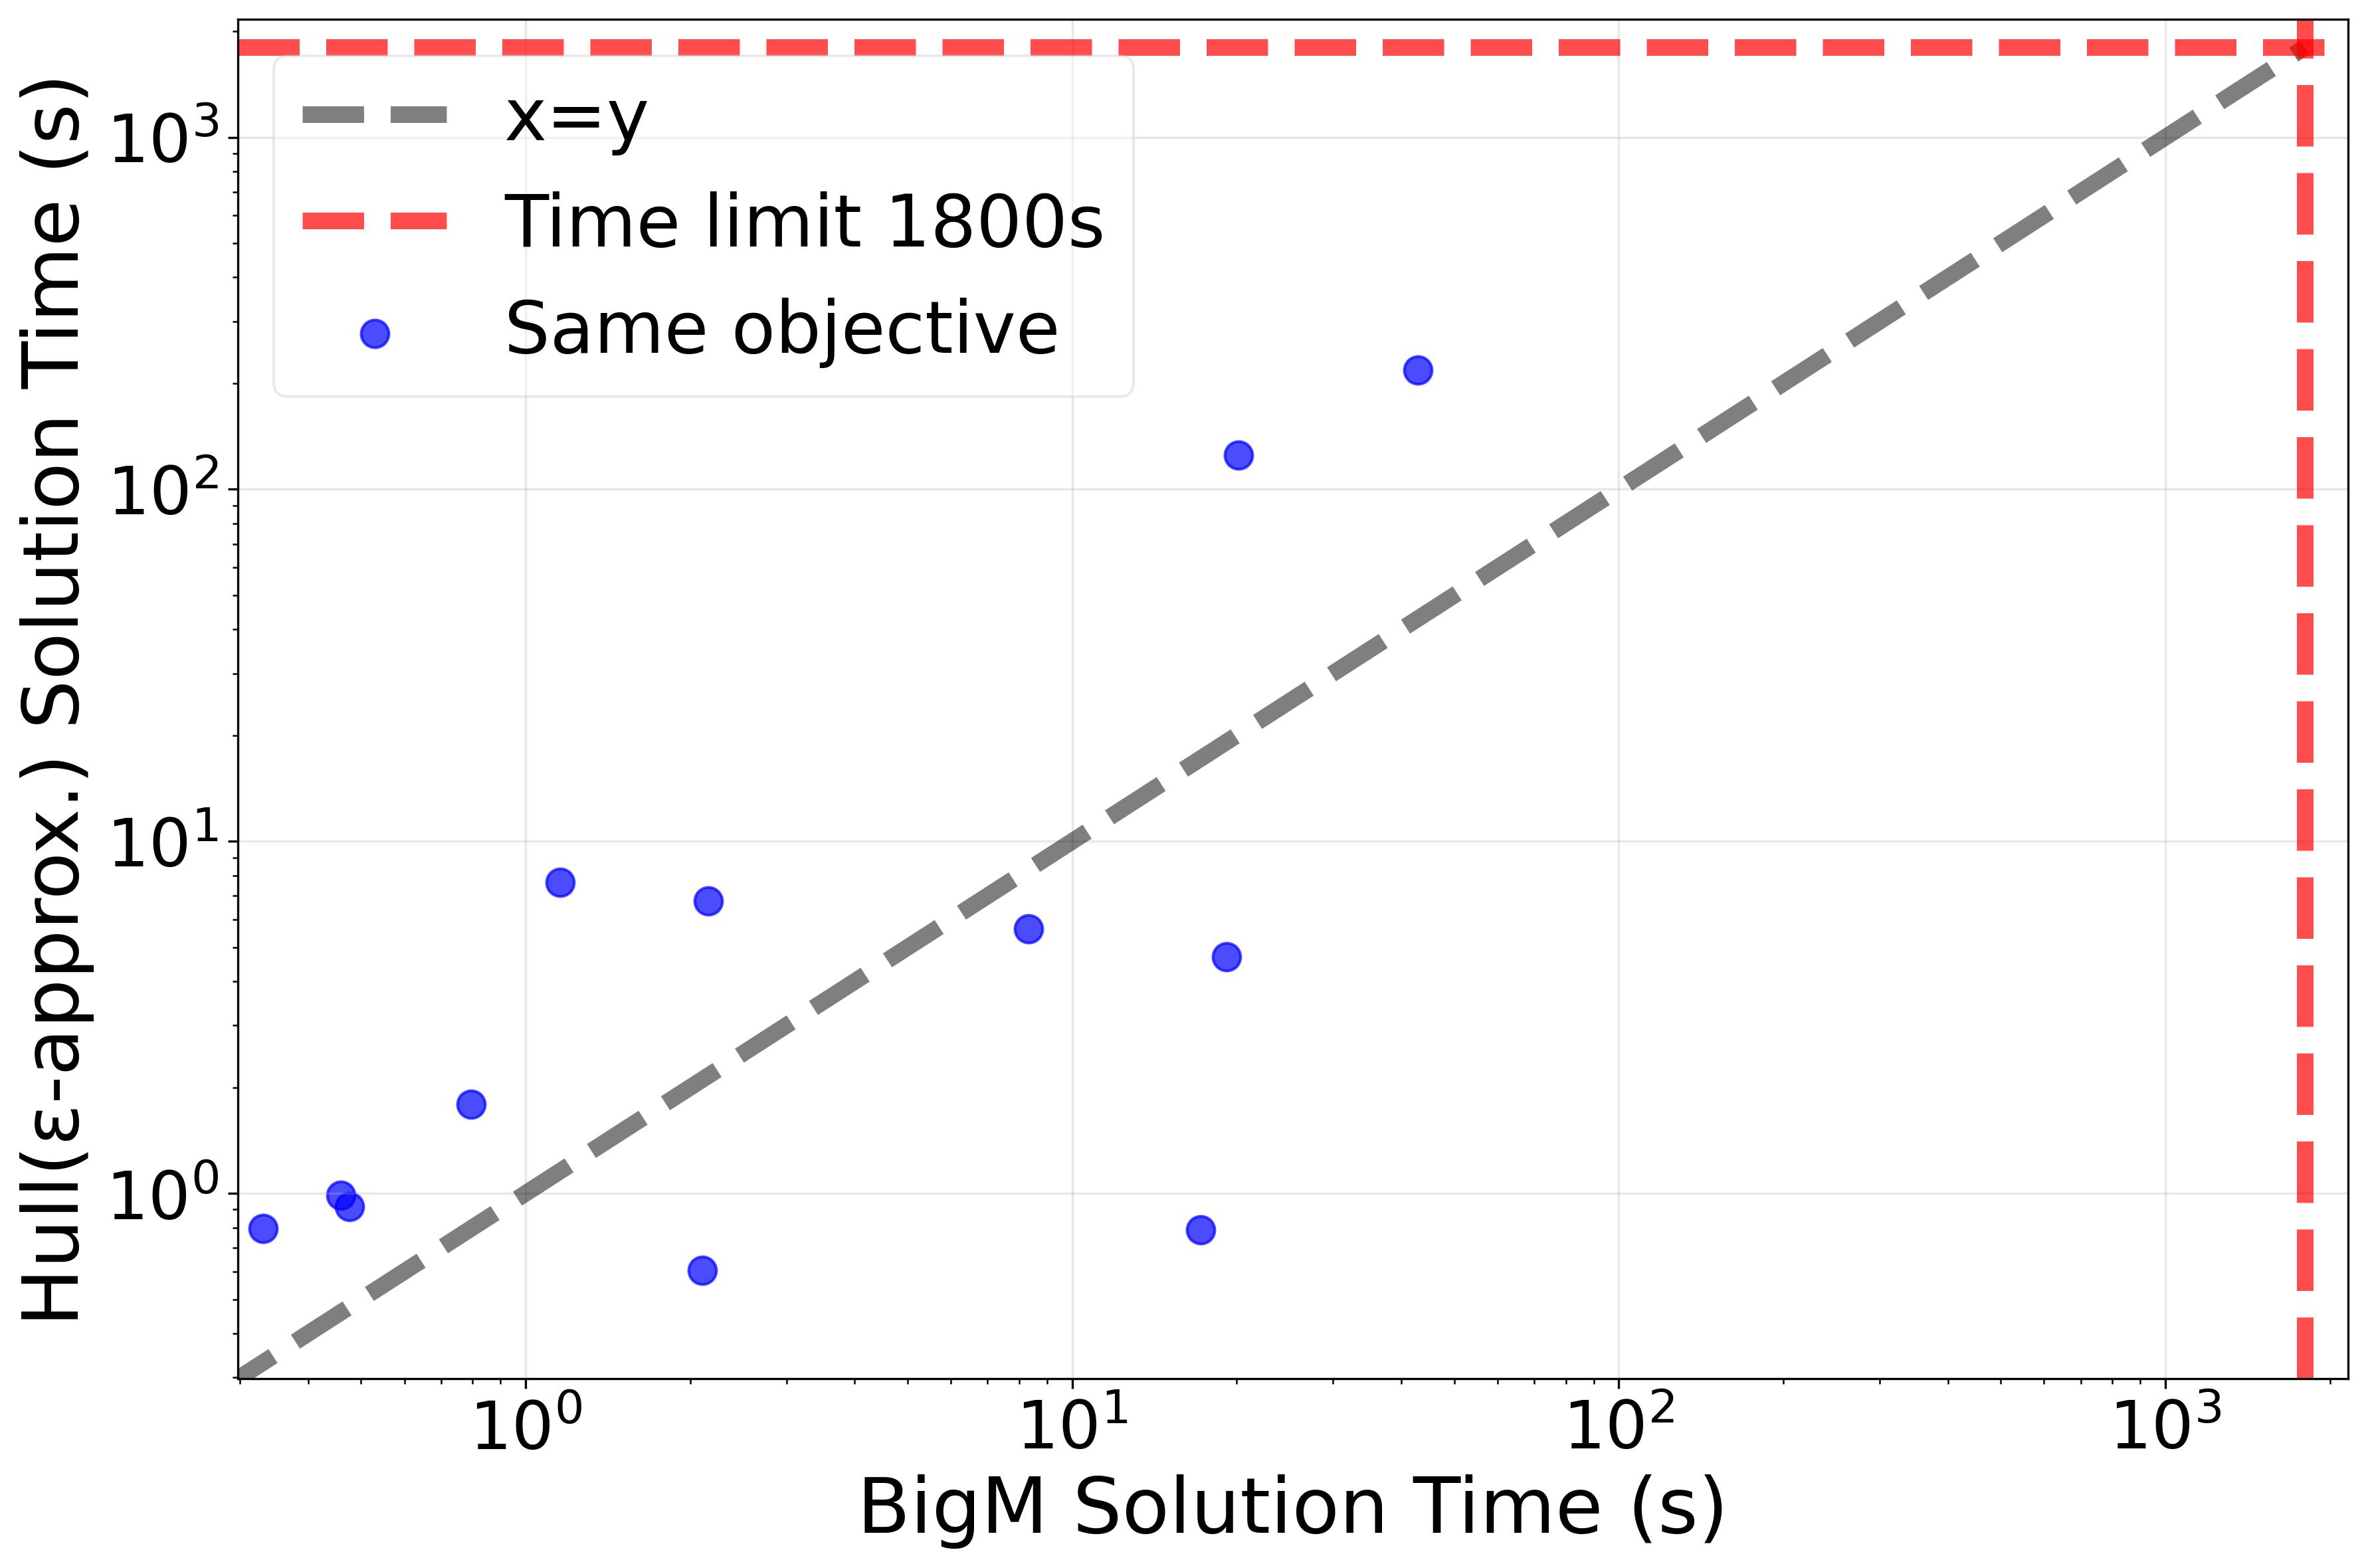 Hull(ε-approx.) Solution Time (s)
10³
10²
10¹
10⁰
x=y
Time limit 1800s
Same objective
10⁰ 10¹ 10² 10³
BigM Solution Time (s)